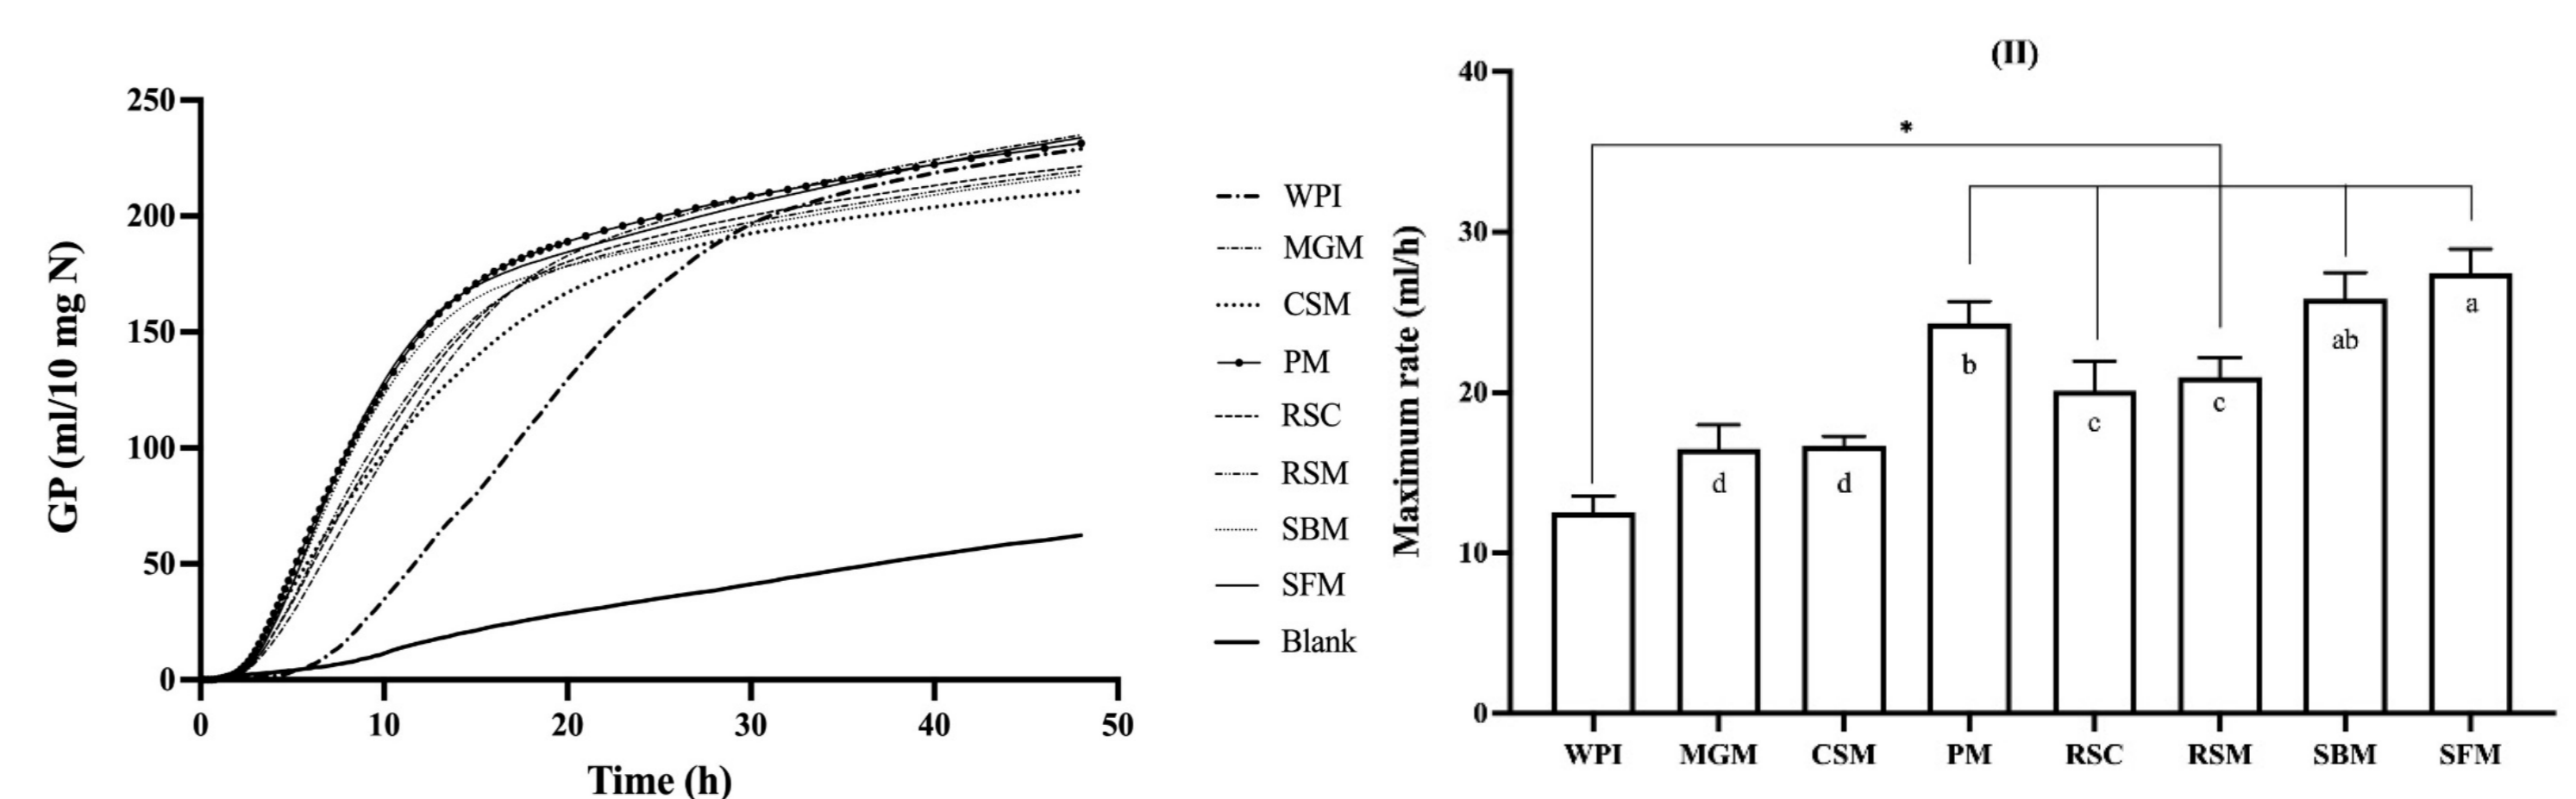 GP (ml/10 mg N)
250
200
150
100
50
0
0 10 20 30 40 50
Time (h)
WPI
MGM
CSM
PM
RSC
RSM
SBM
SFM
Blank
(II)
Maximum rate (ml/h)
40
30
20
10
0
*
d
d
b
c
c
ab
a
WPI MGM CSM PM RSC RSM SBM SFM